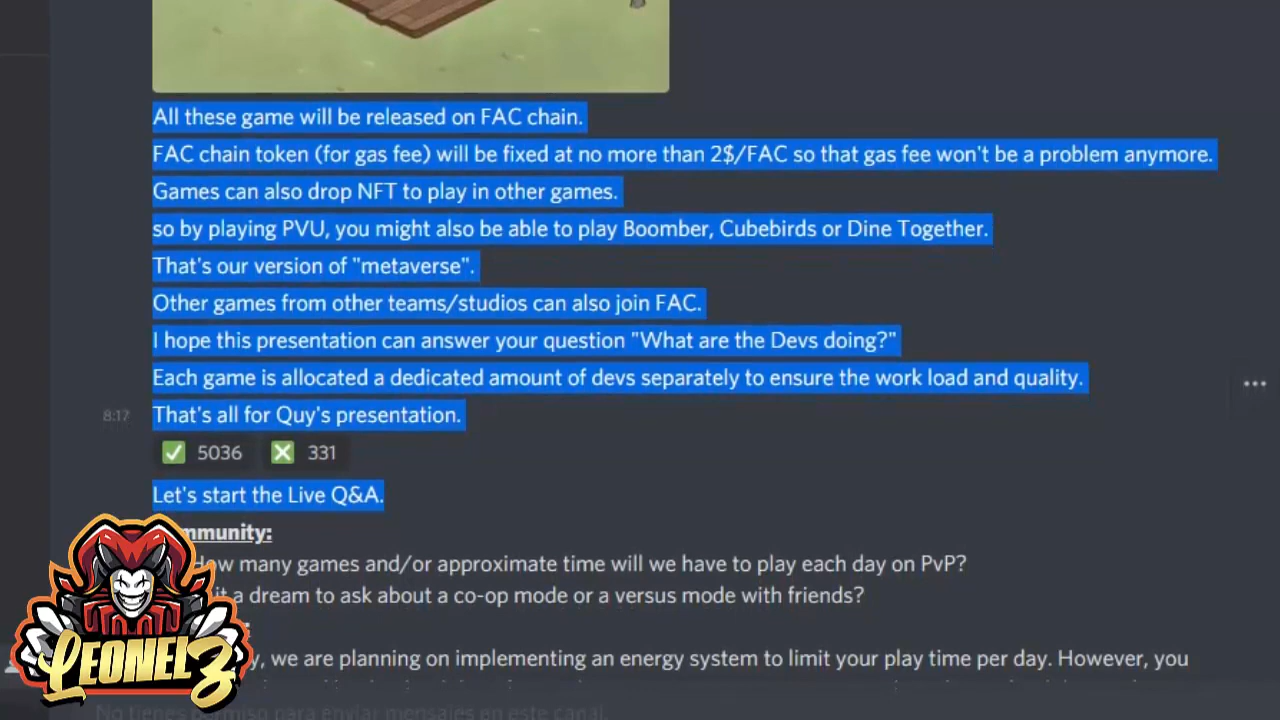 All these game will be released on FAC chain.
FAC chain token (for gas fee) will be fixed at no more than 2$/FAC so that gas fee won't be a problem anymore.
Games can also drop NFT to play in other games.
so by playing PVU, you might also be able to play Boomber, Cubebirds or Dine Together.
That's our version of "metaverse".
Other games from other teams/studios can also join FAC.
I hope this presentation can answer your question "What are the Devs doing?"
Each game is allocated a dedicated amount of devs separately to ensure the work load and quality.
8:17 That's all for Quy's presentation.
5036 331
Let's start the Live Q&A.
mmunity:
How many games and/or approximate time will we have to play each day on PvP?
it a dream to ask about a co-op mode or a versus mode with friends?
y, we are planning on implementing an energy system to limit your play time per day. However, you
LEONELZ
No tienes permiso para enviar mensajes en este canal.